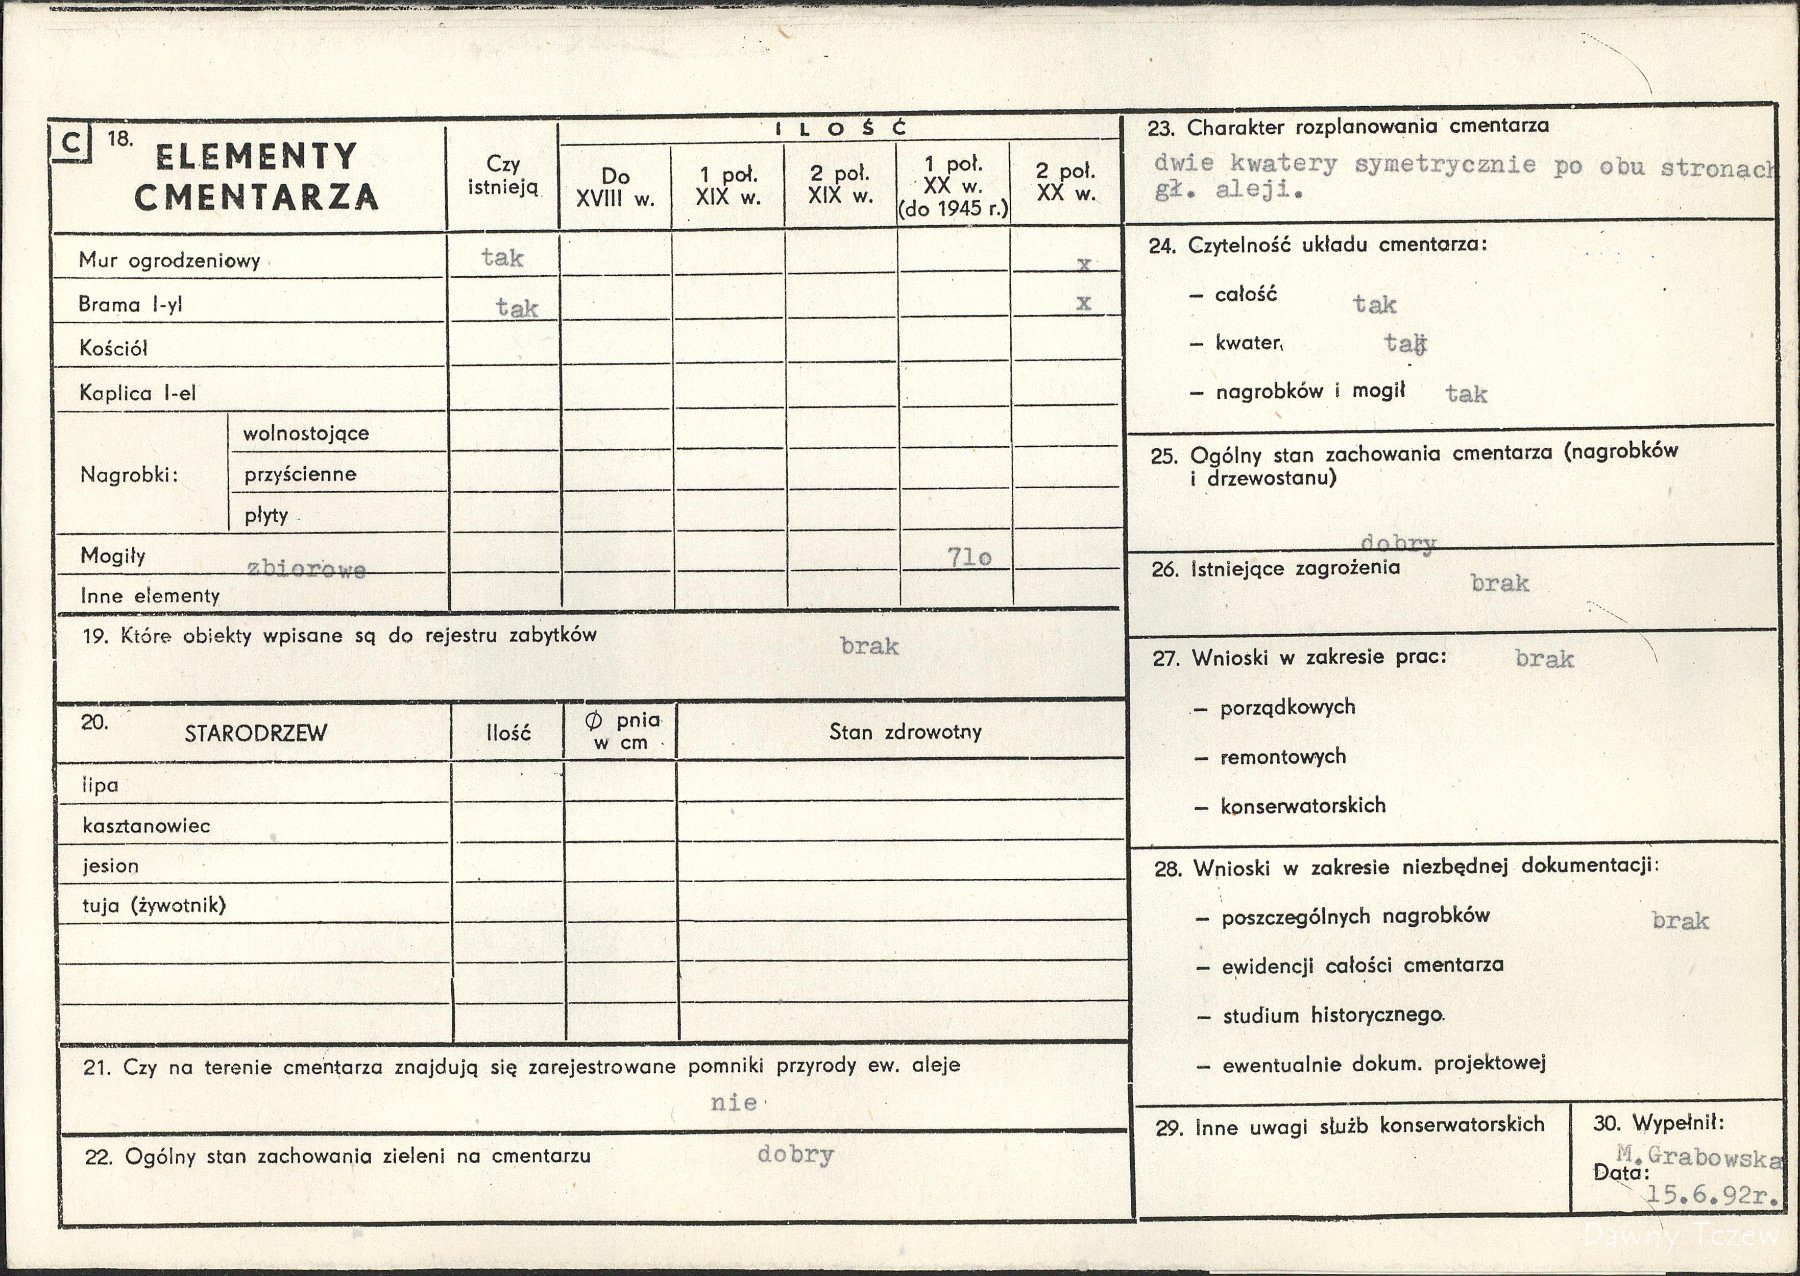 C 18. ELEMENTY CMENTARZA
Czy istnieją
ILOŚĆ
Do XVIII w.
1 poł. XIX w.
2 poł. XIX w.
1 poł. XX w. (do 1945 r.)
2 poł. XX w.
Mur ogrodzeniowy tak x
Brama I-yI tak x
Kościół
Kaplica I-eI
Nagrobki:
wolnostojące
przyścienne
płyty
Mogiły zbiorowe 7lo
Inne elementy
19. Które obiekty wpisane są do rejestru zabytków brak
20. STARODRZEW Ilość Ø pnia w cm Stan zdrowotny
lipa
kasztanowiec
jesion
tuja (żywotnik)
21. Czy na terenie cmentarza znajdują się zarejestrowane pomniki przyrody ew. aleje
nie
22. Ogólny stan zachowania zieleni na cmentarzu dobry
23. Charakter rozplanowania cmentarza
dwie kwatery symetrycznie po obu stronach
gł. aleji.
24. Czytelność układu cmentarza:
– całość tak
– kwater tak
– nagrobków i mogił tak
25. Ogólny stan zachowania cmentarza (nagrobków
i drzewostanu)
dobry
26. Istniejące zagrożenia brak
27. Wnioski w zakresie prac: brak
– porządkowych
– remontowych
– konserwatorskich
28. Wnioski w zakresie niezbędnej dokumentacji:
– poszczególnych nagrobków brak
– ewidencji całości cmentarza
– studium historycznego
– ewentualnie dokum. projektowej
29. Inne uwagi służb konserwatorskich
30. Wypełnił:
M.Grabowska
Data:
15.6.92r.
Dawny Tczew